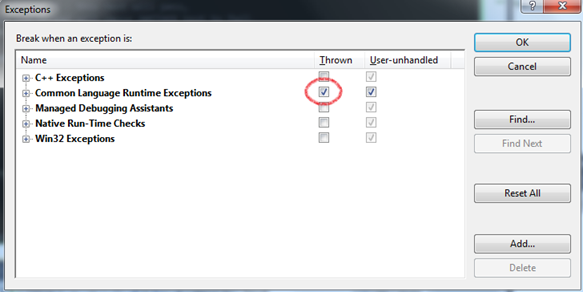 Exceptions
Break when an exception is:
Name Thrown User-unhandled
C++ Exceptions
Common Language Runtime Exceptions
Managed Debugging Assistants
Native Run-Time Checks
Win32 Exceptions
OK
Cancel
Find...
Find Next
Reset All
Add...
Delete